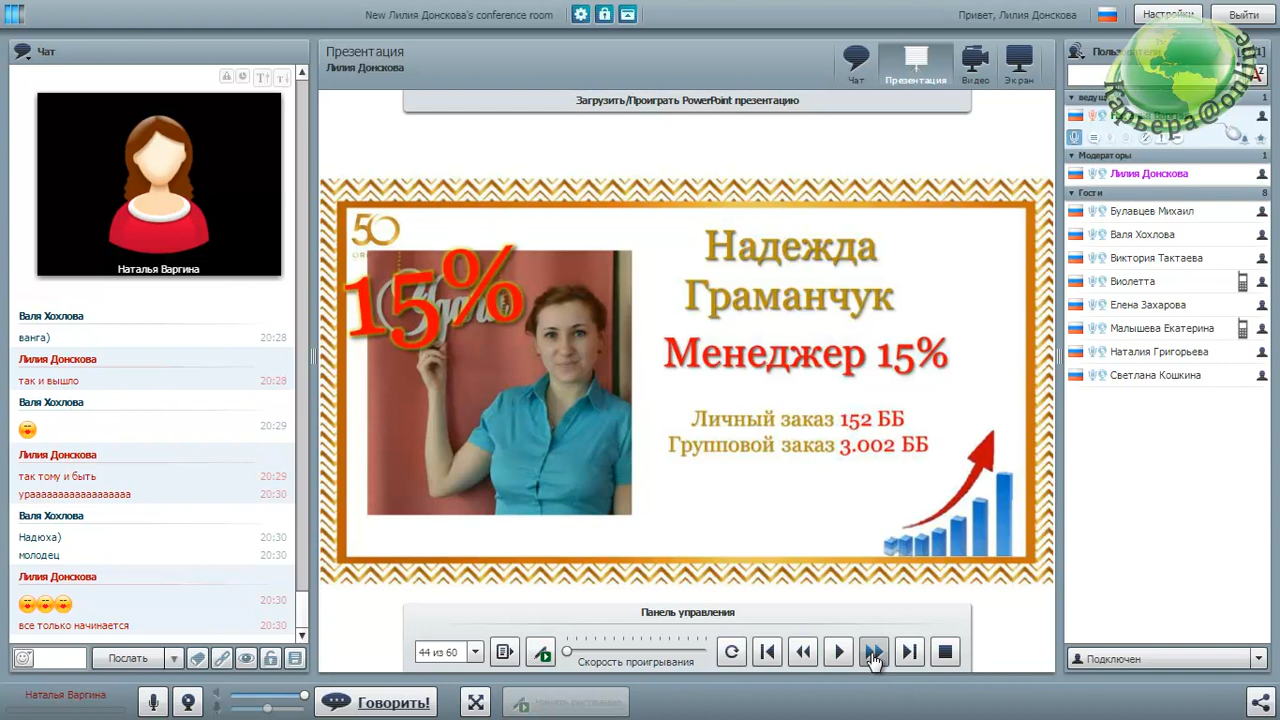 New Лилия Донскова's conference room
Привет, Лилия Донскова
Настройки
Выйти
Чат
Наталья Варгина
Валя Хохлова
ванга)
20:28
Лилия Донскова
так и вышло
20:28
Валя Хохлова
20:29
Лилия Донскова
так тому и быть
20:29
урааааааааааааааааааа
20:30
Валя Хохлова
Надюха)
20:30
молодец
20:30
Лилия Донскова
20:30
все только начинается
20:30
Послать
Презентация
Лилия Донскова
Чат
Презентация
Видео
Экран
Загрузить/Проиграть PowerPoint презентацию
50
15%
Надежда
Граманчук
Менеджер 15%
Личный заказ 152 ББ
Групповой заказ 3.002 ББ
Панель управления
44 из 60
Скорость проигрывания
карьера@online
1
Модераторы
1
Лилия Донскова
Гости
8
Булавцев Михаил
Валя Хохлова
Виктория Тактаева
Виолетта
Елена Захарова
Малышева Екатерина
Наталия Григорьева
Светлана Кошкина
Подключен
Наталья Варгина
Говорить!